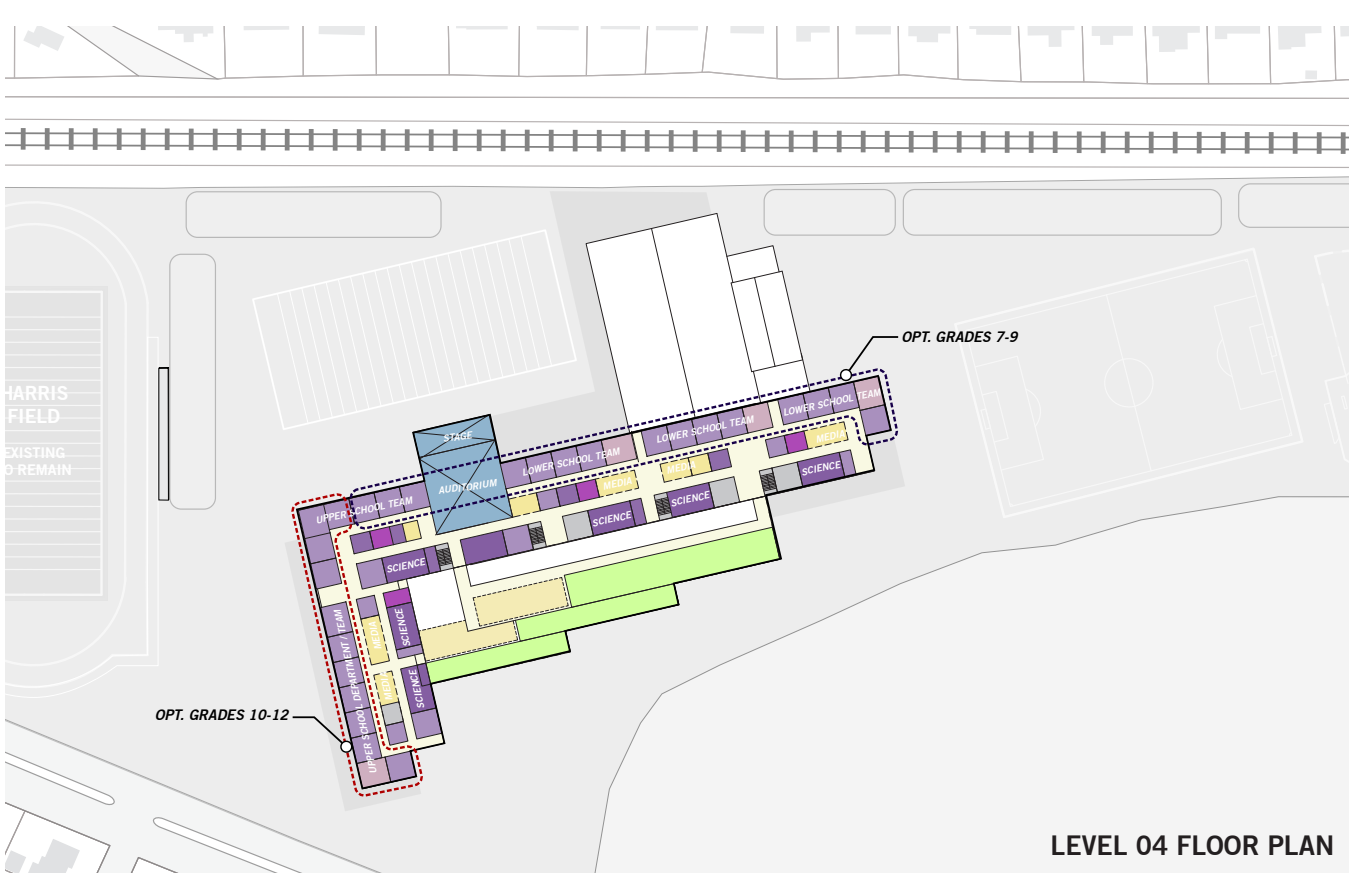 HARRIS
FIELD
EXISTING
O REMAIN
OPT. GRADES 7-9
LOWER SCHOOL TEAM
LOWER SCHOOL TEAM
LOWER SCHOOL TEAM
STAGE
AUDITORIUM
UPPER SCHOOL TEAM
MEDIA
MEDIA
MEDIA
SCIENCE
SCIENCE
SCIENCE
SCIENCE
SCIENCE
SCIENCE
MEDIA
MEDIA
UPPER SCHOOL DEPARTMENT / TEAM
OPT. GRADES 10-12
LEVEL 04 FLOOR PLAN